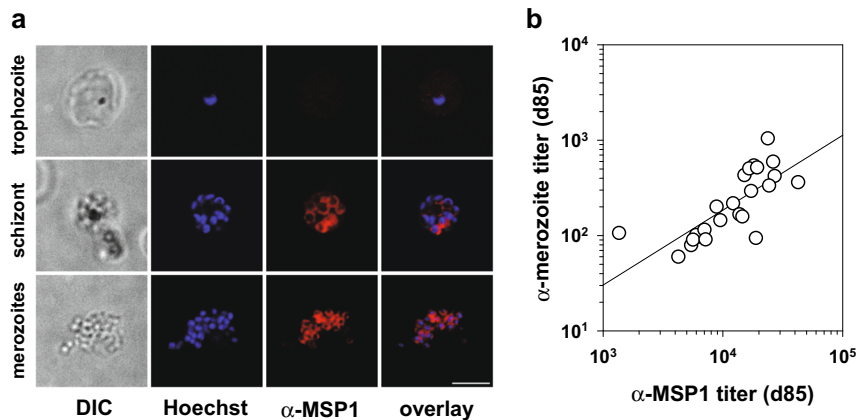 a
trophozoite
schizont
merozoites
DIC Hoechst α-MSP1 overlay
b
α-merozoite titer (d85)
10⁴
10³
10²
10¹
10³ 10⁴ 10⁵
α-MSP1 titer (d85)